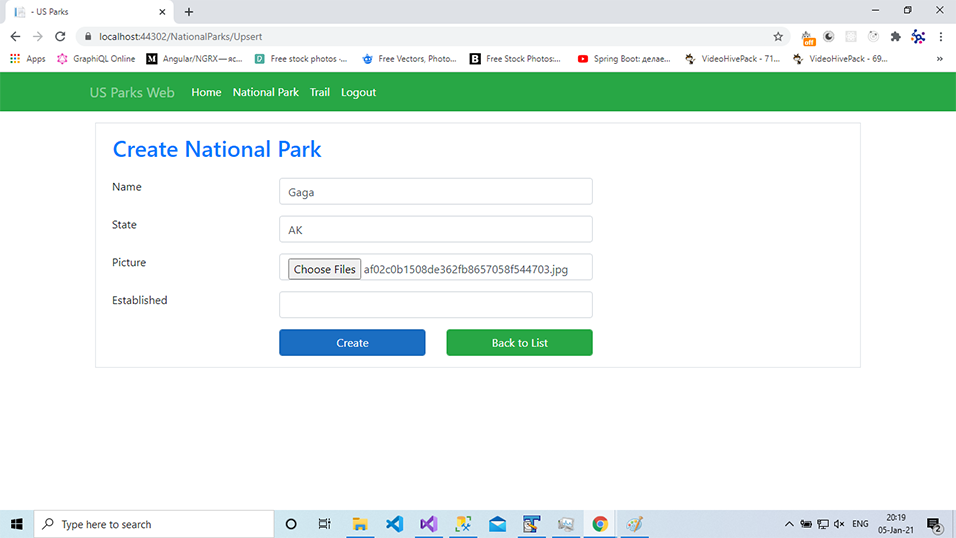 - US Parks
localhost:44302/NationalParks/Upsert
off
Apps
GraphiQL Online
Angular/NGRX — яс...
Free stock photos ·...
Free Vectors, Photo...
Free Stock Photos:...
Spring Boot: делае...
VideoHivePack - 71...
VideoHivePack - 69...
»
US Parks Web Home National Park Trail Logout
Create National Park
Name Gaga
State AK
Picture Choose Files af02c0b1508de362fb8657058f544703.jpg
Established
Create Back to List
Type here to search
ENG
20:19
05-Jan-21
2